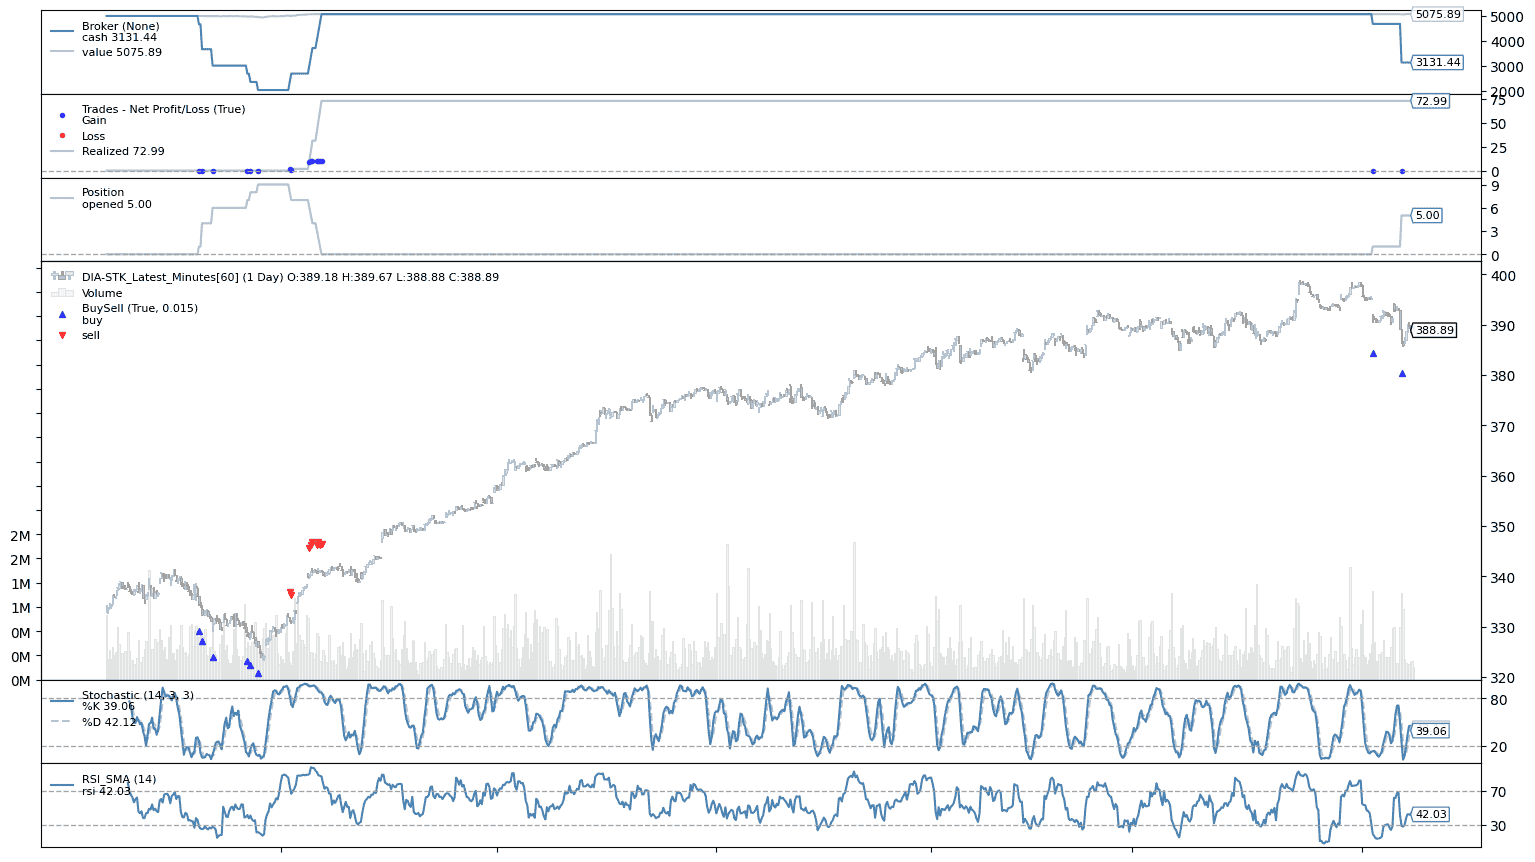 Broker (None)
cash 3131.44
value 5075.89
5075.89
5000
4000
3131.44
3000
2000
Trades - Net Profit/Loss (True)
Gain
Loss
Realized 72.99
72.99
75
50
25
0
Position
opened 5.00
9
6
5.00
3
0
DIA-STK_Latest_Minutes[60] (1 Day) O:389.18 H:389.67 L:388.88 C:388.89
Volume
BuySell (True, 0.015)
buy
sell
400
390
388.89
380
370
360
350
340
330
320
2M
2M
1M
1M
0M
0M
0M
Stochastic (14, 3, 3)
%K 39.06
%D 42.12
80
39.06
20
RSI_SMA (14)
rsi 42.03
70
42.03
30